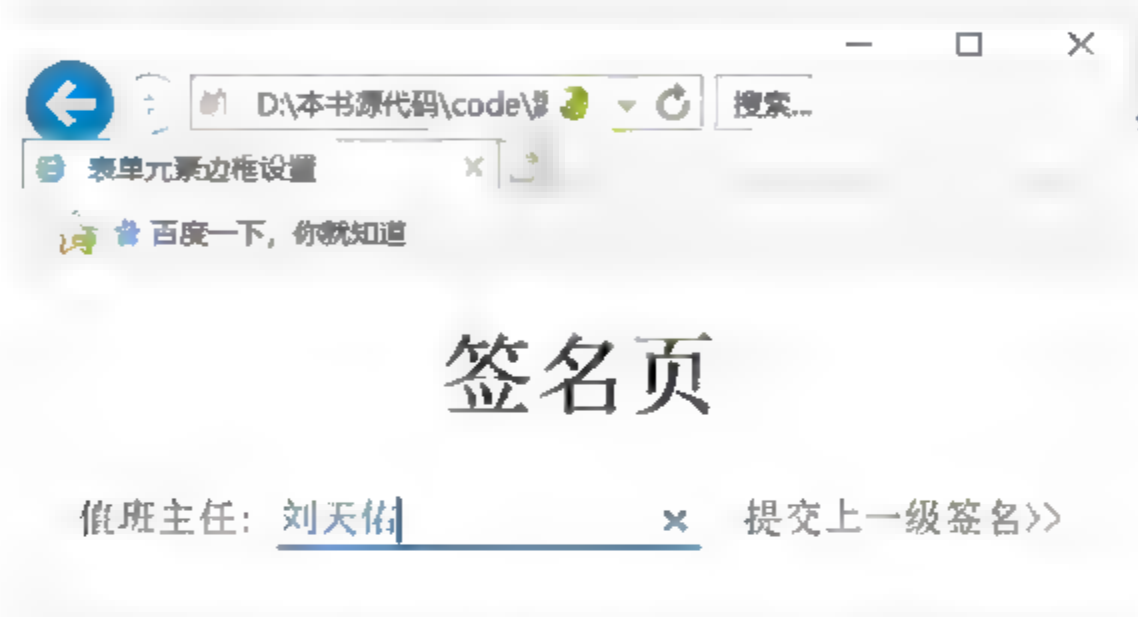 D:\本书源代码\code\ 搜索...
表单元素边框设置
百度一下，你就知道
签名页
值班主任: 刘天佑 提交上一级签名>>